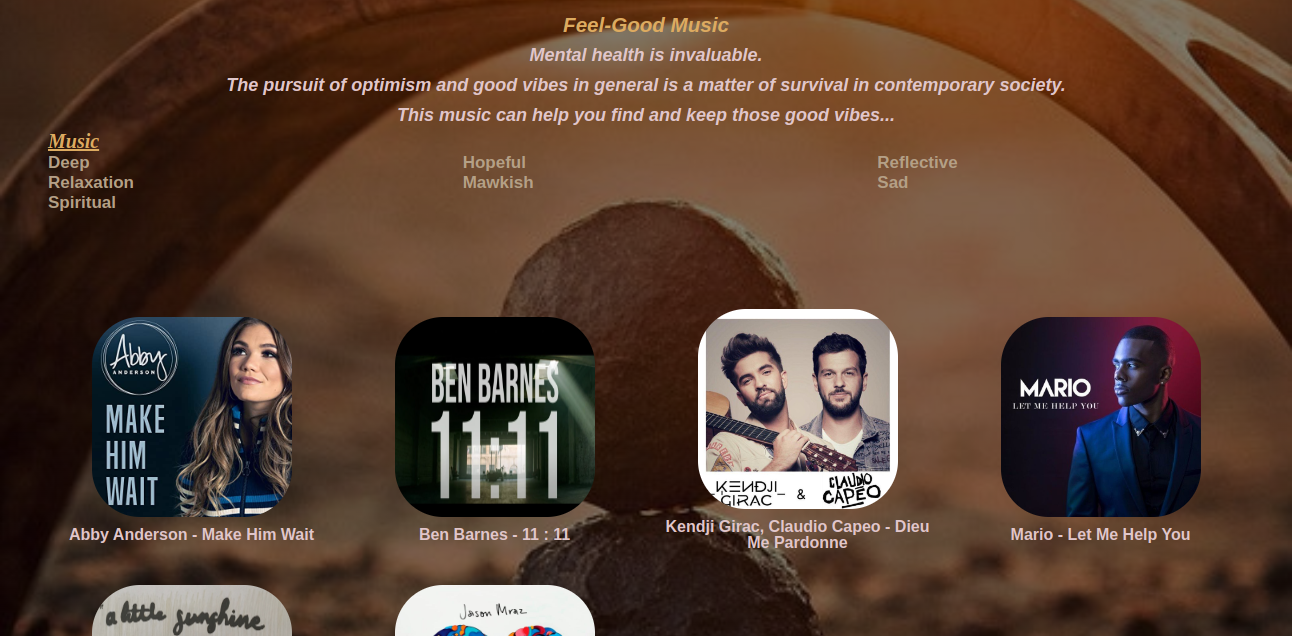 Feel-Good Music
Mental health is invaluable.
The pursuit of optimism and good vibes in general is a matter of survival in contemporary society.
This music can help you find and keep those good vibes...
Music
Deep
Relaxation
Spiritual
Hopeful
Mawkish
Reflective
Sad
Abby
ANDERSON
MAKE
HIM
WAIT
Abby Anderson - Make Him Wait
BEN BARNES
11:11
Ben Barnes - 11 : 11
KENDJI
GIRAC
&
CLAUDIO
CAPÉO
Kendji Girac, Claudio Capeo - Dieu
Me Pardonne
MARIO
LET ME HELP YOU
Mario - Let Me Help You
a little sunshine
Jason Mraz